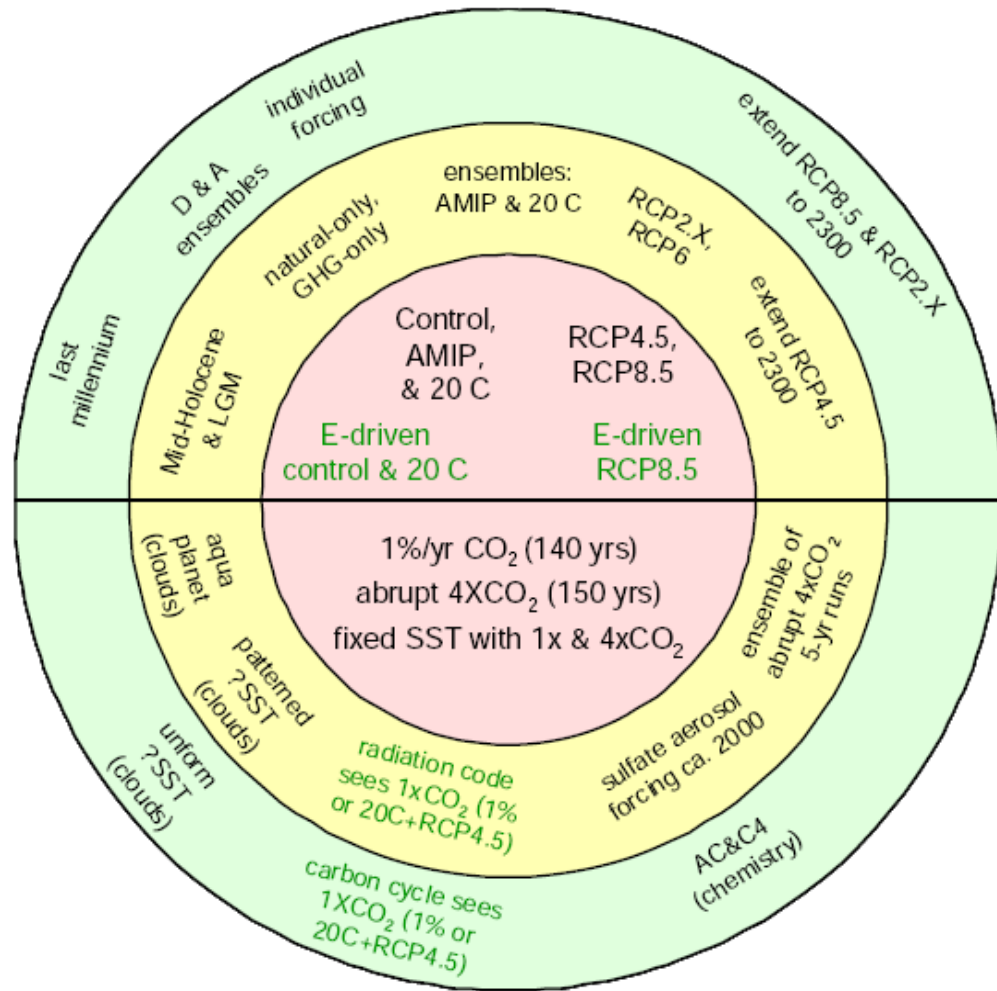 individual
forcing
D & A
ensembles
last
millennium
extend RCP8.5 & RCP2.X
to 2300
ensembles:
AMIP & 20 C
natural-only,
GHG-only
Mid-Holocene
& LGM
RCP2.X,
RCP6
extend RCP4.5
to 2300
Control,
AMIP,
& 20 C
RCP4.5,
RCP8.5
E-driven
control & 20 C
E-driven
RCP8.5
1%/yr CO₂ (140 yrs)
abrupt 4XCO₂ (150 yrs)
fixed SST with 1x & 4xCO₂
aqua
planet
(clouds)
patterned
?SST
(clouds)
radiation code
sees 1xCO₂ (1%
or 20C+RCP4.5)
sulfate aerosol
forcing ca. 2000
ensemble of
abrupt 4xCO₂
5-yr runs
unform
?SST
(clouds)
carbon cycle sees
1XCO₂ (1% or
20C+RCP4.5)
AC&C4
(chemistry)